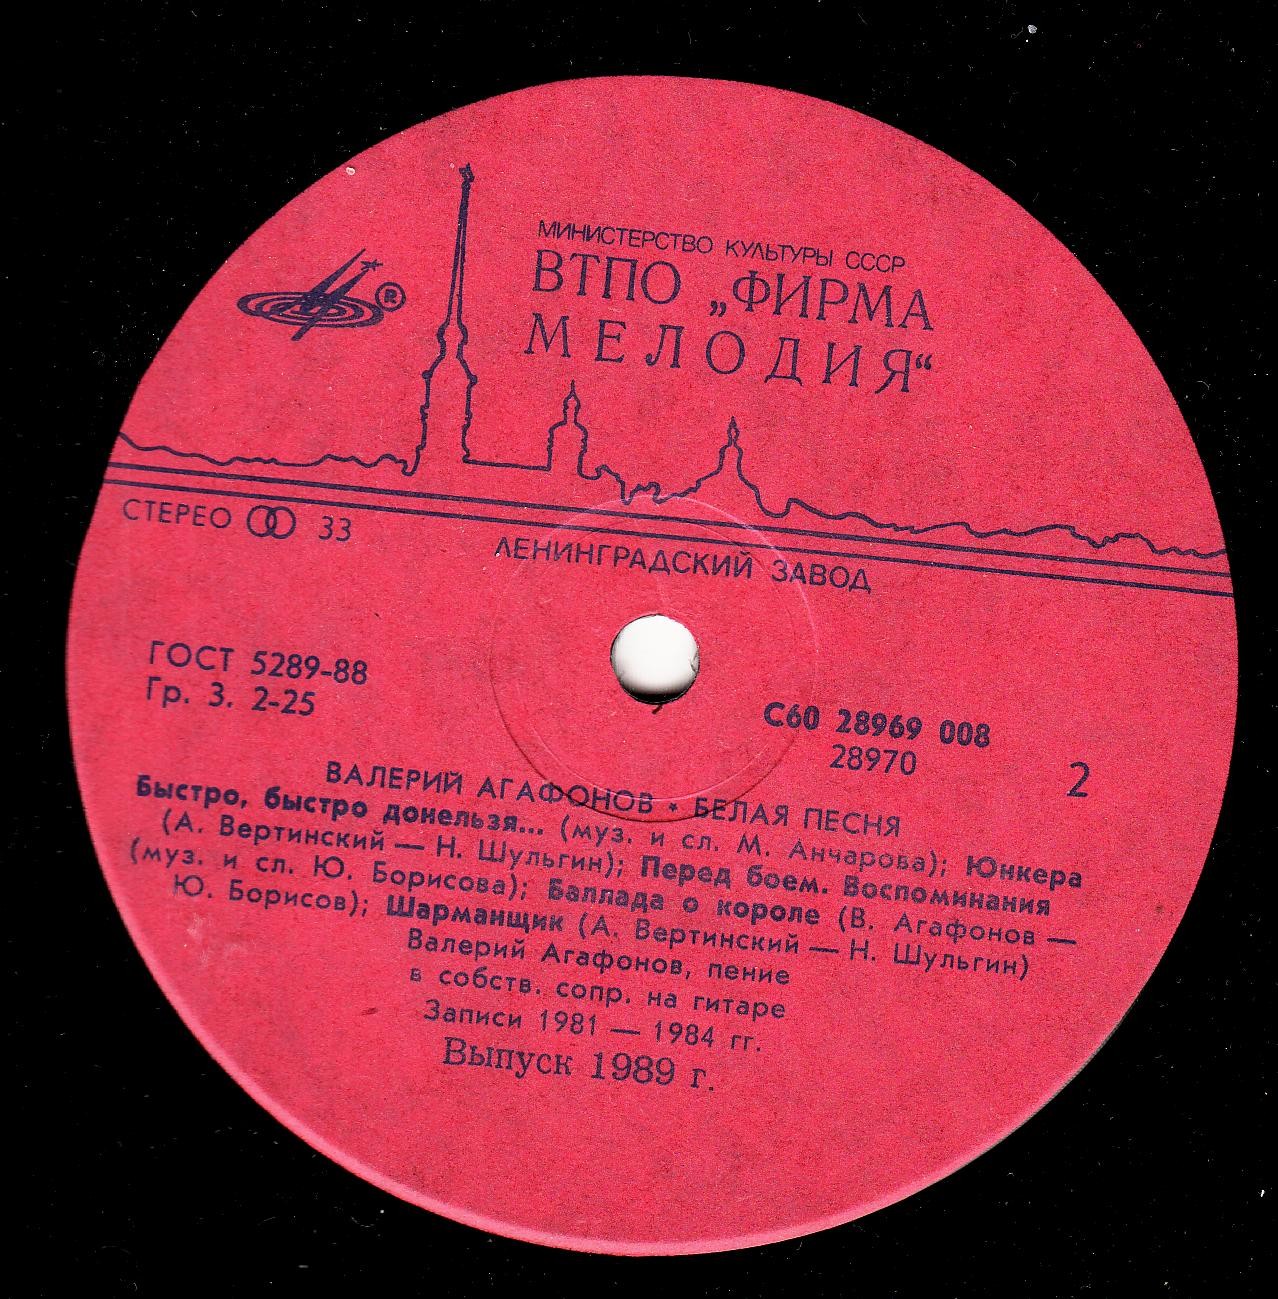 МИНИСТЕРСТВО КУЛЬТУРЫ СССР
ВТПО „ФИРМА
МЕЛОДИЯ“
®
СТЕРЕО 33
ЛЕНИНГРАДСКИЙ ЗАВОД
ГОСТ 5289-88
Гр. 3. 2-25
С60 28969 008
28970
2
ВАЛЕРИЙ АГАФОНОВ • БЕЛАЯ ПЕСНЯ
Быстро, быстро донельзя... (муз. и сл. М. Анчарова); Юнкера
(А. Вертинский — Н. Шульгин); Перед боем. Воспоминания
(муз. и сл. Ю. Борисова); Баллада о короле (В. Агафонов —
Ю. Борисов); Шарманщик (А. Вертинский — Н. Шульгин)
Валерий Агафонов, пение
в собств. сопр. на гитаре
Записи 1981 — 1984 гг.
Выпуск 1989 г.